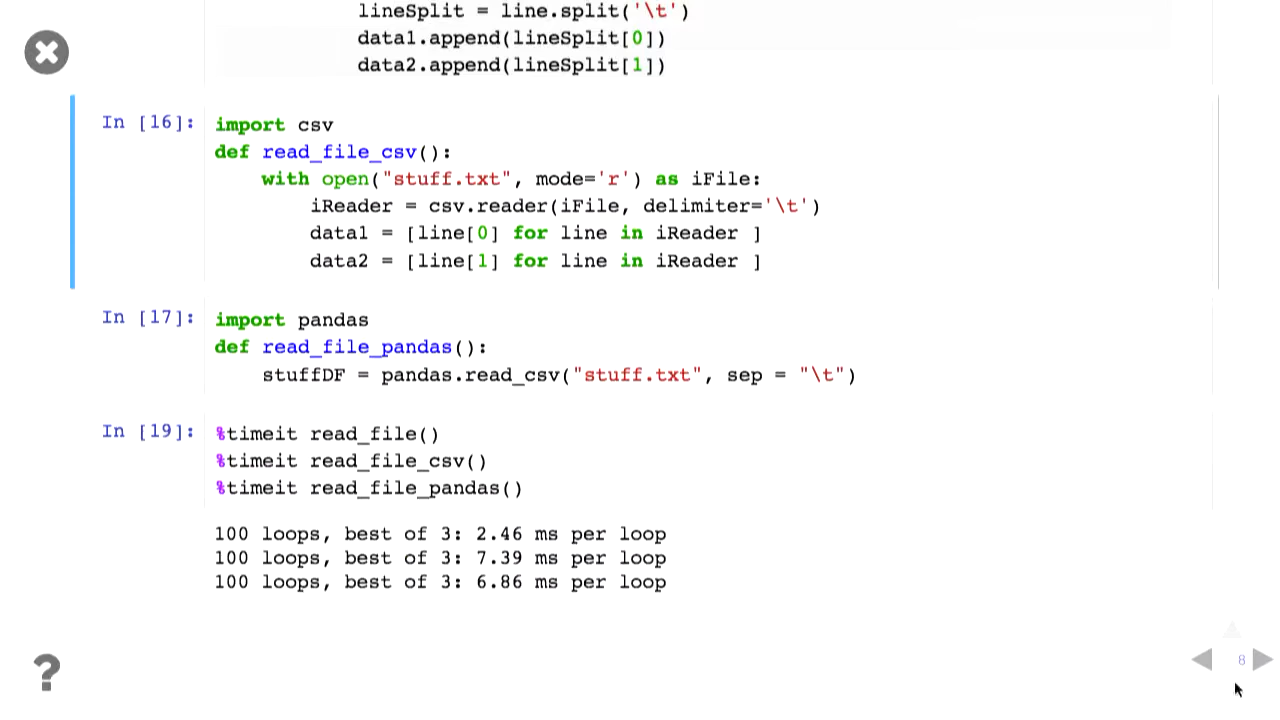 lineSplit = line.split('\t')
data1.append(lineSplit[0])
data2.append(lineSplit[1])
In [16]: import csv
def read_file_csv():
    with open("stuff.txt", mode='r') as iFile:
        iReader = csv.reader(iFile, delimiter='\t')
        data1 = [line[0] for line in iReader ]
        data2 = [line[1] for line in iReader ]
In [17]: import pandas
def read_file_pandas():
    stuffDF = pandas.read_csv("stuff.txt", sep = "\t")
In [19]: %timeit read_file()
%timeit read_file_csv()
%timeit read_file_pandas()
100 loops, best of 3: 2.46 ms per loop
100 loops, best of 3: 7.39 ms per loop
100 loops, best of 3: 6.86 ms per loop
?
8